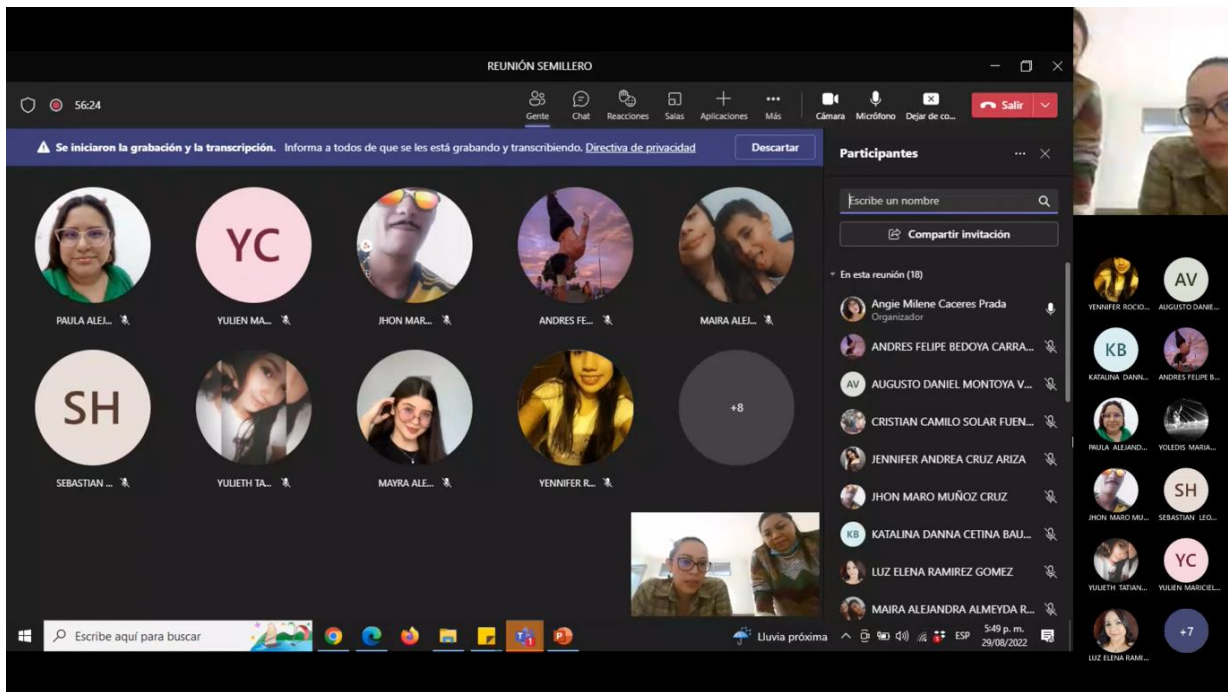 REUNIÓN SEMILLERO
56:24
Gente
Chat
Reacciones
Salas
Aplicaciones
Más
Cámara
Micrófono
Dejar de co...
Salir
Se iniciaron la grabación y la transcripción. Informa a todos de que se les está grabando y transcribiendo. Directiva de privacidad
Descartar
PAULA ALEJ...
YC
YULIEN MA...
JHON MAR...
ANDRES FE...
MAIRA ALEJ...
SH
SEBASTIAN ...
YULIETH TA...
MAYRA ALE...
YENNIFER R...
+8
Participantes
Escribe un nombre
Compartir invitación
En esta reunión (18)
Angie Milene Caceres Prada
Organizador
ANDRES FELIPE BEDOYA CARRA...
AV
AUGUSTO DANIEL MONTOYA V...
CRISTIAN CAMILO SOLAR FUEN...
JENNIFER ANDREA CRUZ ARIZA
JHON MARO MUÑOZ CRUZ
KB
KATALINA DANNA CETINA BAU...
LUZ ELENA RAMIREZ GOMEZ
MAIRA ALEJANDRA ALMEYDA R...
Escribe aquí para buscar
Lluvia próxima
ESP
5:49 p. m.
29/08/2022
YENNIFER ROCIO...
AV
AUGUSTO DANIE...
KB
KATALINA DANN...
ANDRES FELIPE B...
PAULA ALEJAND...
YOLEDIS MARIA...
JHON MARO MU...
SH
SEBASTIAN LEO...
YULIETH TATIAN...
YC
YULIEN MARICIEL...
LUZ ELENA RAMI...
+7